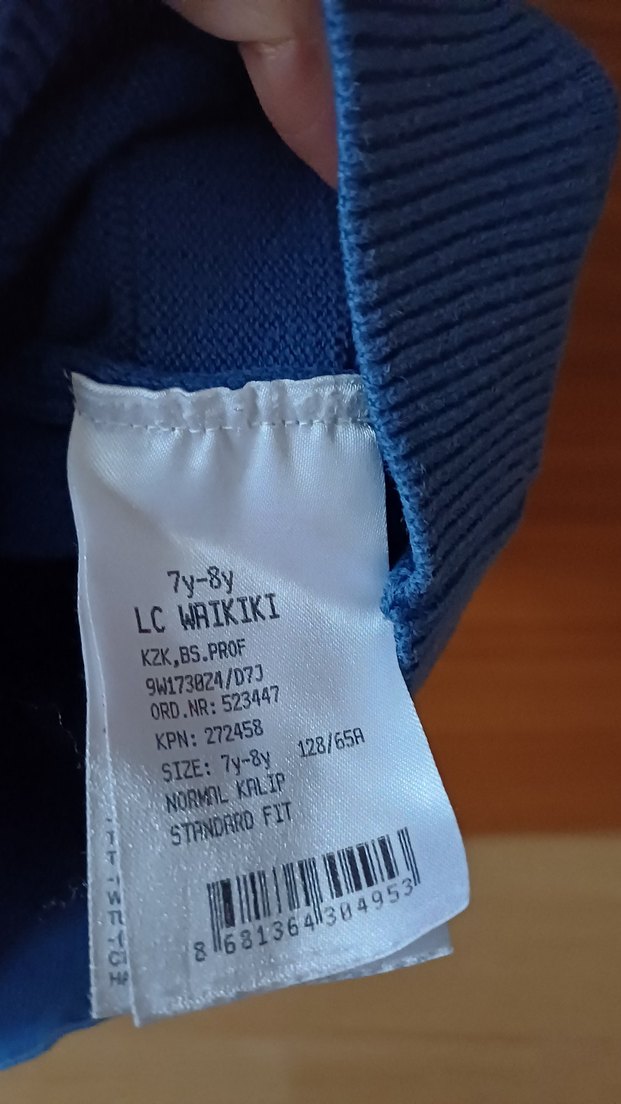 7y-8y
LC WAIKIKI
KZK,BS.PROF
9W1730Z4/D7J
ORD.NR: 523447
KPN: 272458
SIZE: 7y-8y 128/65A
NORMAL KALIP
STANDARD FIT
8 681364 304953